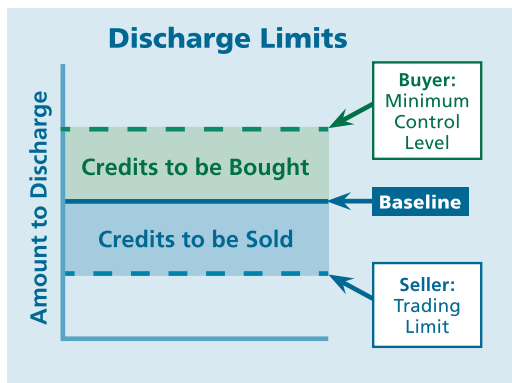 Discharge Limits
Amount to Discharge
Buyer:
Minimum
Control
Level
Credits to be Bought
Baseline
Credits to be Sold
Seller:
Trading
Limit